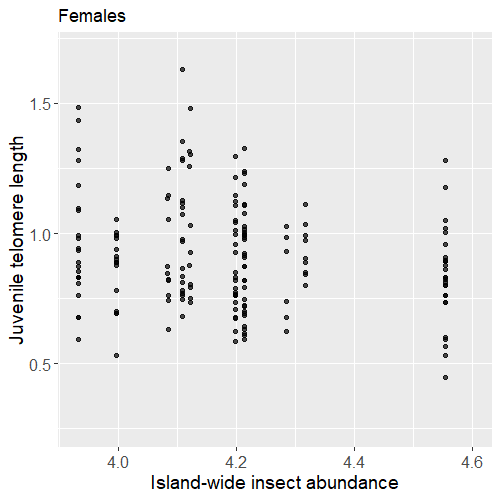 Females
Juvenile telomere length
1.5
1.0
0.5
4.0 4.2 4.4 4.6
Island-wide insect abundance